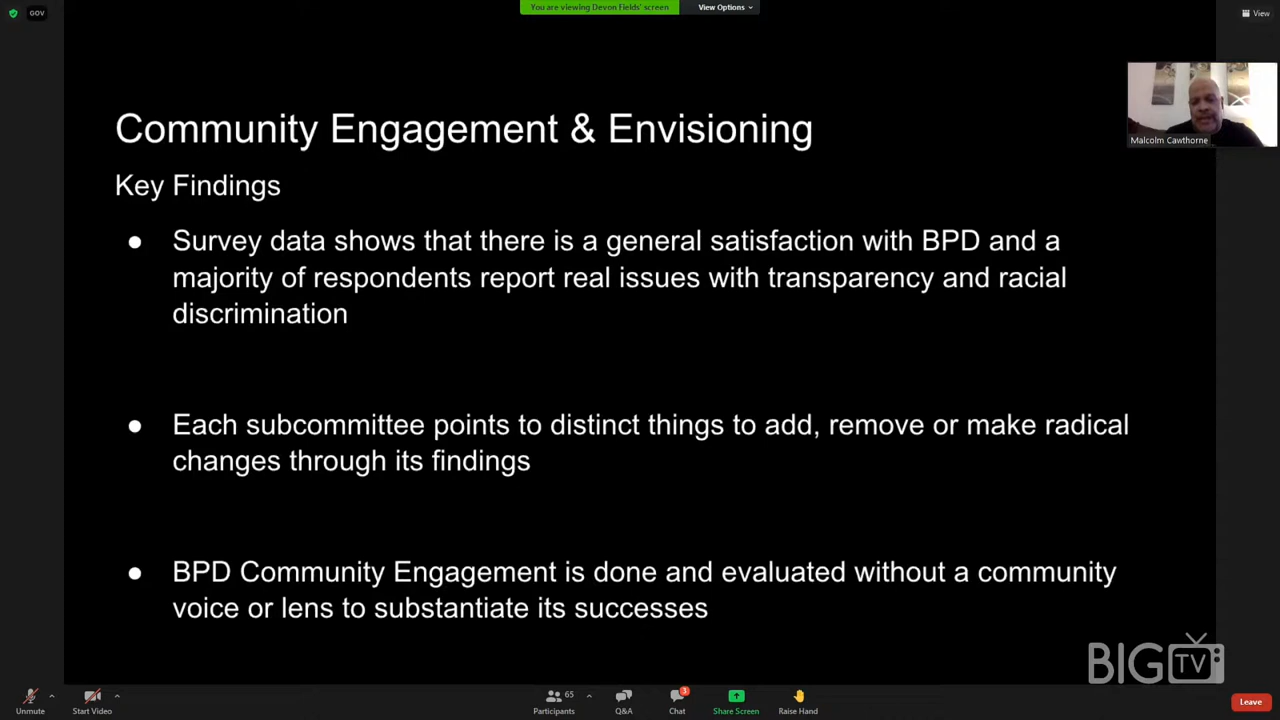 GOV
You are viewing Devon Fields' screen
View Options
View
Malcolm Cawthorne
Community Engagement & Envisioning
Key Findings
● Survey data shows that there is a general satisfaction with BPD and a
majority of respondents report real issues with transparency and racial
discrimination
● Each subcommittee points to distinct things to add, remove or make radical
changes through its findings
● BPD Community Engagement is done and evaluated without a community
voice or lens to substantiate its successes
BIG TV
Unmute
Start Video
65
Participants
Q&A
3
Chat
Share Screen
Raise Hand
Leave